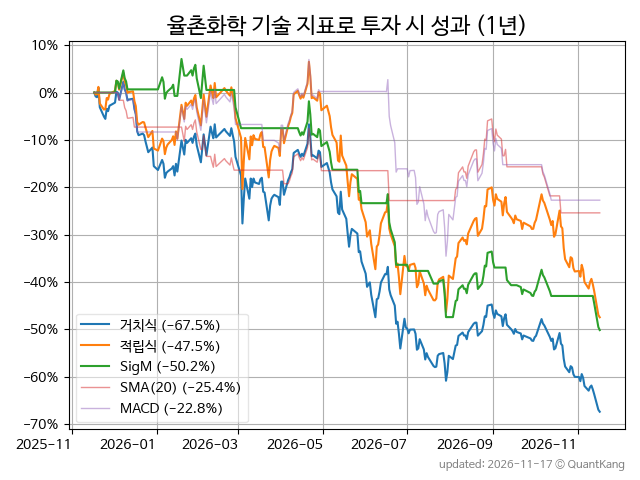 율촌화학 기술 지표로 투자 시 성과 (1년)
10%
0%
−10%
−20%
−30%
−40%
−50%
−60%
−70%
거치식 (−67.5%)
적립식 (−47.5%)
SigM (−50.2%)
SMA(20) (−25.4%)
MACD (−22.8%)
2025-11 2026-01 2026-03 2026-05 2026-07 2026-09 2026-11
updated: 2026-11-17 © QuantKang